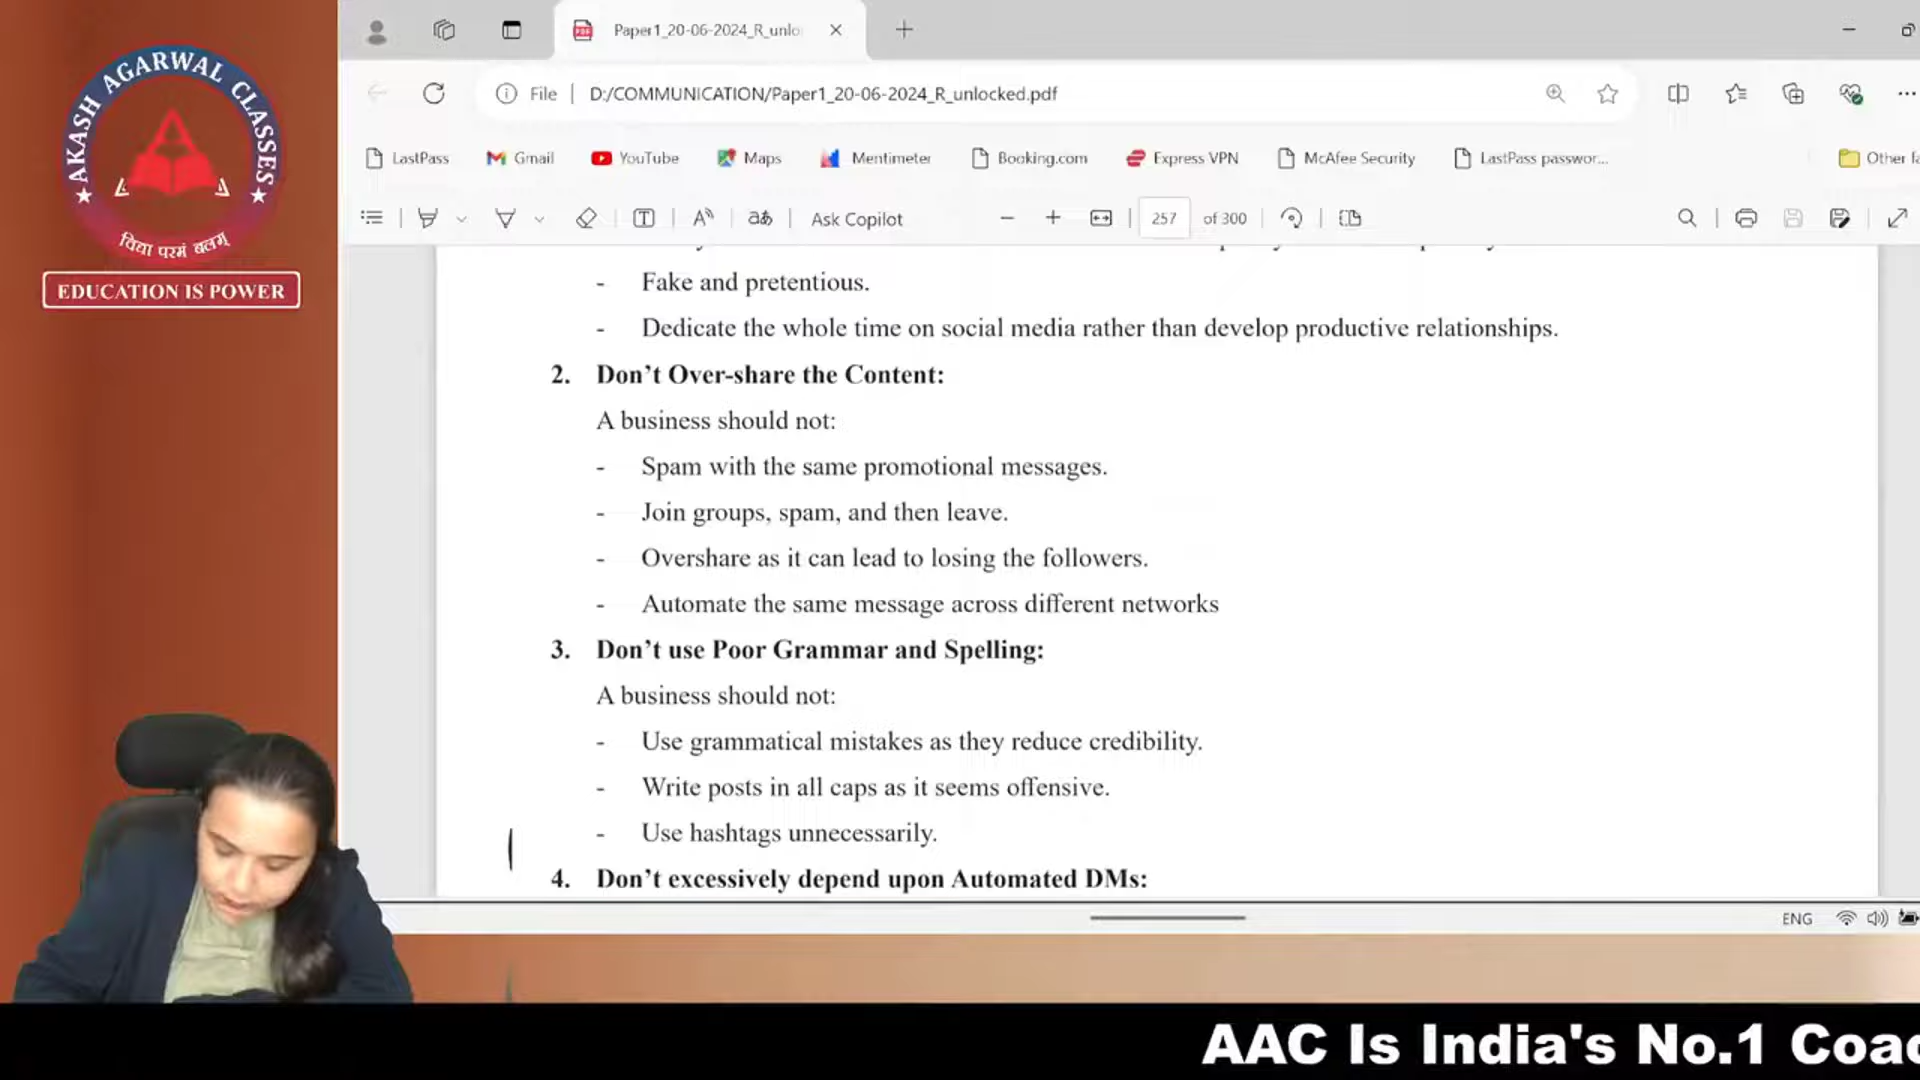 AKASH AGARWAL CLASSES
विद्या परमं बलम्
EDUCATION IS POWER
Paper1_20-06-2024_R_unlo
File
D:/COMMUNICATION/Paper1_20-06-2024_R_unlocked.pdf
LastPass
Gmail
YouTube
Maps
Mentimeter
Booking.com
Express VPN
McAfee Security
LastPass passwor...
Other fa
Ask Copilot
257 of 300
- Fake and pretentious.
- Dedicate the whole time on social media rather than develop productive relationships.
2. Don’t Over-share the Content:
A business should not:
- Spam with the same promotional messages.
- Join groups, spam, and then leave.
- Overshare as it can lead to losing the followers.
- Automate the same message across different networks
3. Don’t use Poor Grammar and Spelling:
A business should not:
- Use grammatical mistakes as they reduce credibility.
- Write posts in all caps as it seems offensive.
- Use hashtags unnecessarily.
4. Don’t excessively depend upon Automated DMs:
ENG
AAC Is India's No.1 Coac